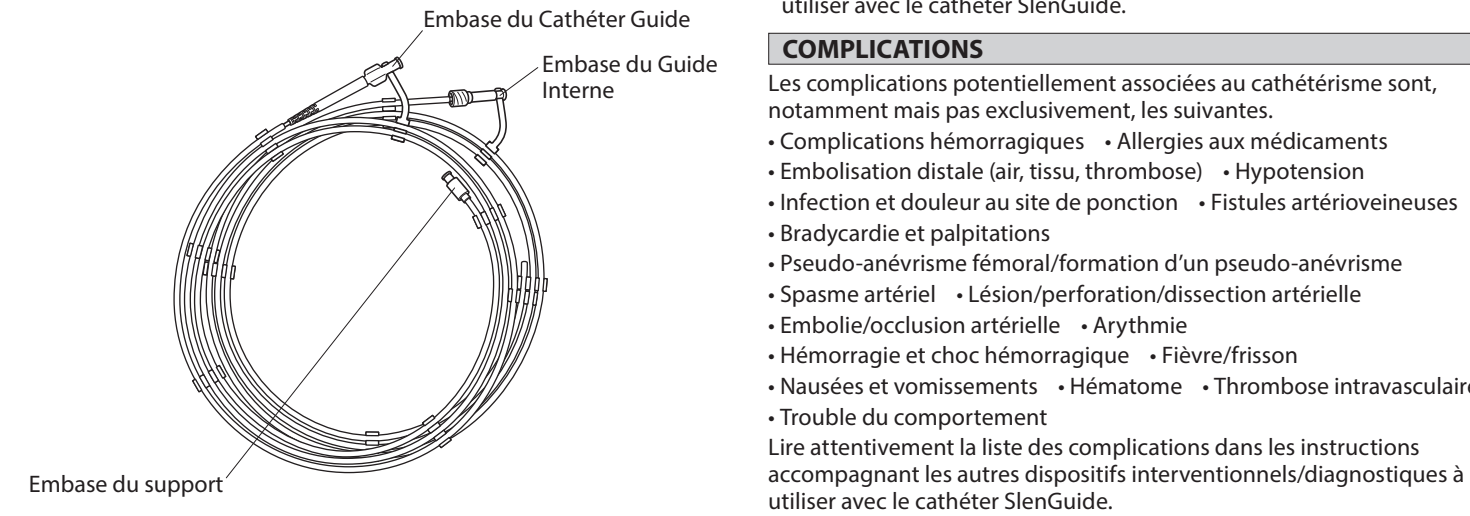 Embase du Cathéter Guide
Embase du Guide
Interne
Embase du support
utiliser avec le cathéter SlenGuide.
COMPLICATIONS
Les complications potentiellement associées au cathétérisme sont,
notamment mais pas exclusivement, les suivantes.
• Complications hémorragiques • Allergies aux médicaments
• Embolisation distale (air, tissu, thrombose) • Hypotension
• Infection et douleur au site de ponction • Fistules artérioveineuses
• Bradycardie et palpitations
• Pseudo-anévrisme fémoral/formation d’un pseudo-anévrisme
• Spasme artériel • Lésion/perforation/dissection artérielle
• Embolie/occlusion artérielle • Arythmie
• Hémorragie et choc hémorragique • Fièvre/frisson
• Nausées et vomissements • Hématome • Thrombose intravasculaire
• Trouble du comportement
Lire attentivement la liste des complications dans les instructions
accompagnant les autres dispositifs interventionnels/diagnostiques à
utiliser avec le cathéter SlenGuide.